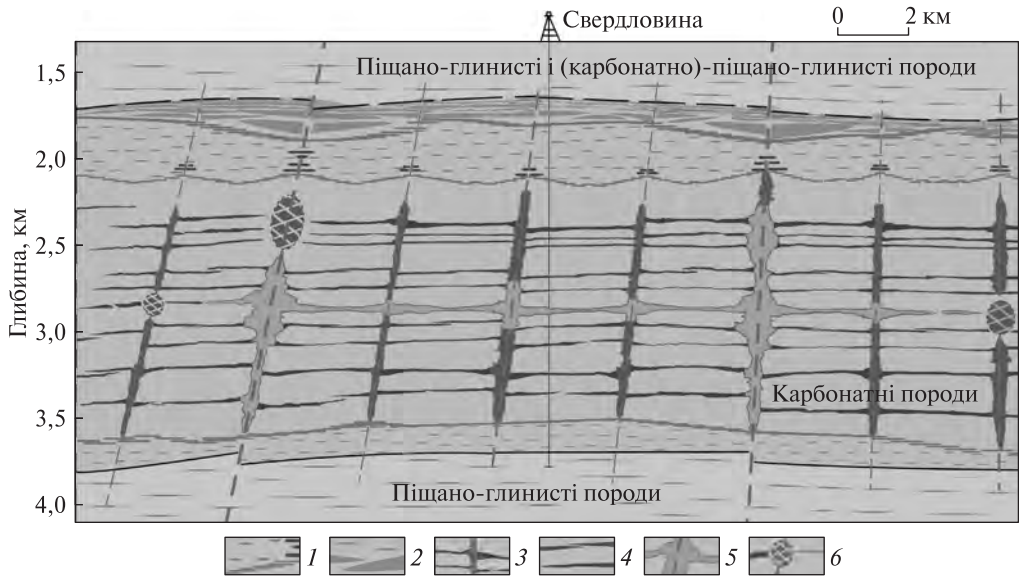 Свердловина
0 2 км
Піщано-глинисті і (карбонатно)-піщано-глинисті породи
Глибина, км
1,5
2,0
2,5
3,0
3,5
4,0
Карбонатні породи
Піщано-глинисті породи
1 2 3 4 5 6